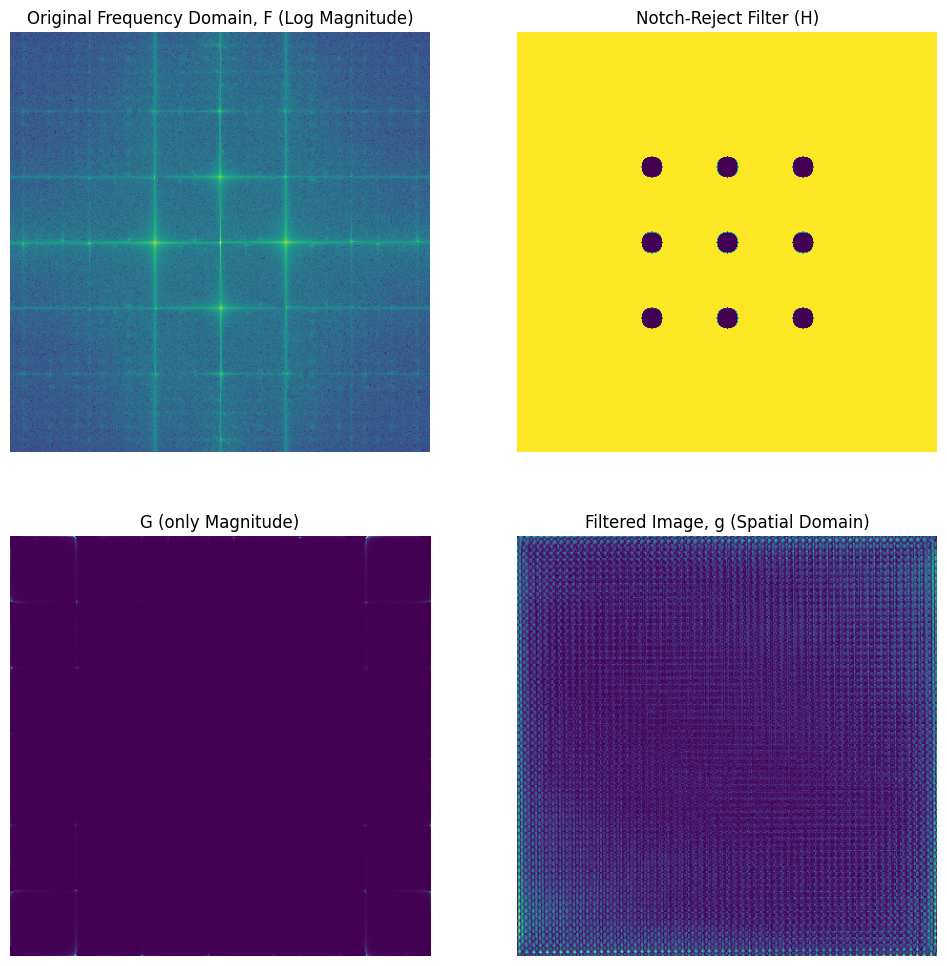 Original Frequency Domain, F (Log Magnitude)
Notch-Reject Filter (H)
G (only Magnitude)
Filtered Image, g (Spatial Domain)